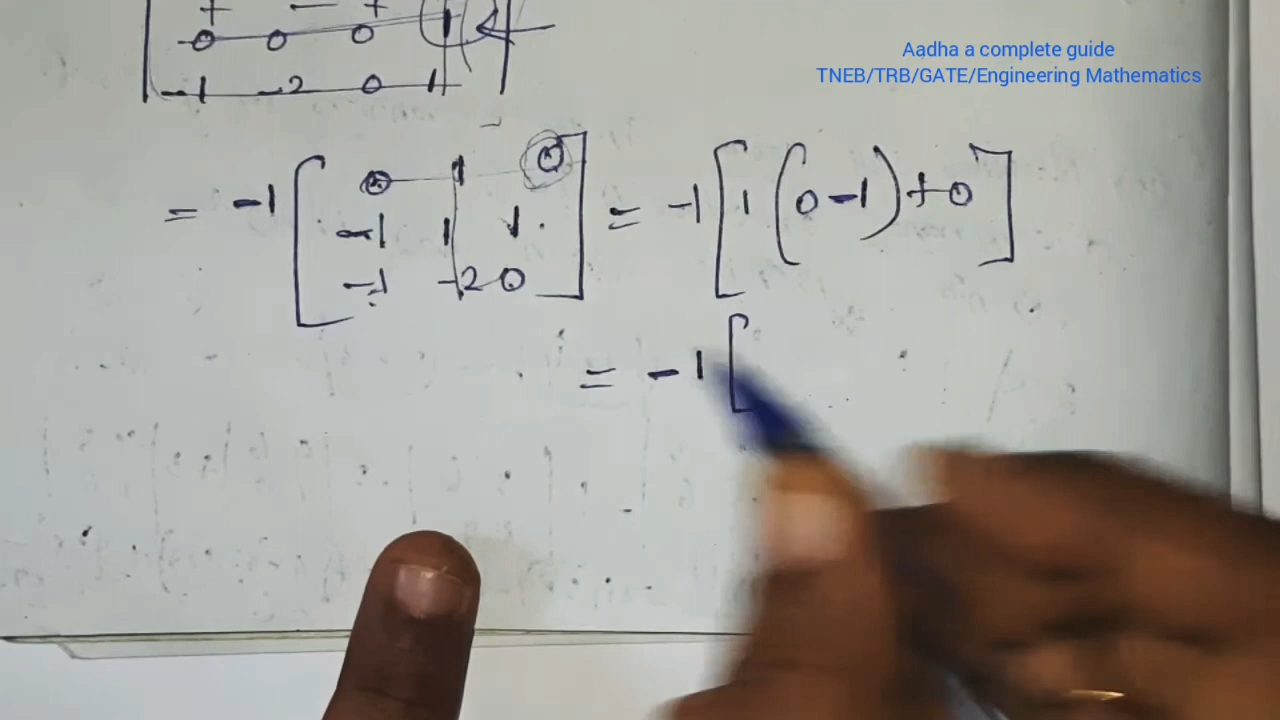 Aadha a complete guide
TNEB/TRB/GATE/Engineering Mathematics
+ — +
0 0 0 1
-1 -2 0 1
= -1 [ 0 1 0 ] = -1 [ 1 ( 0 -1 ) + 0 ]
-1 1 1
-1 -2 0
= -1 [